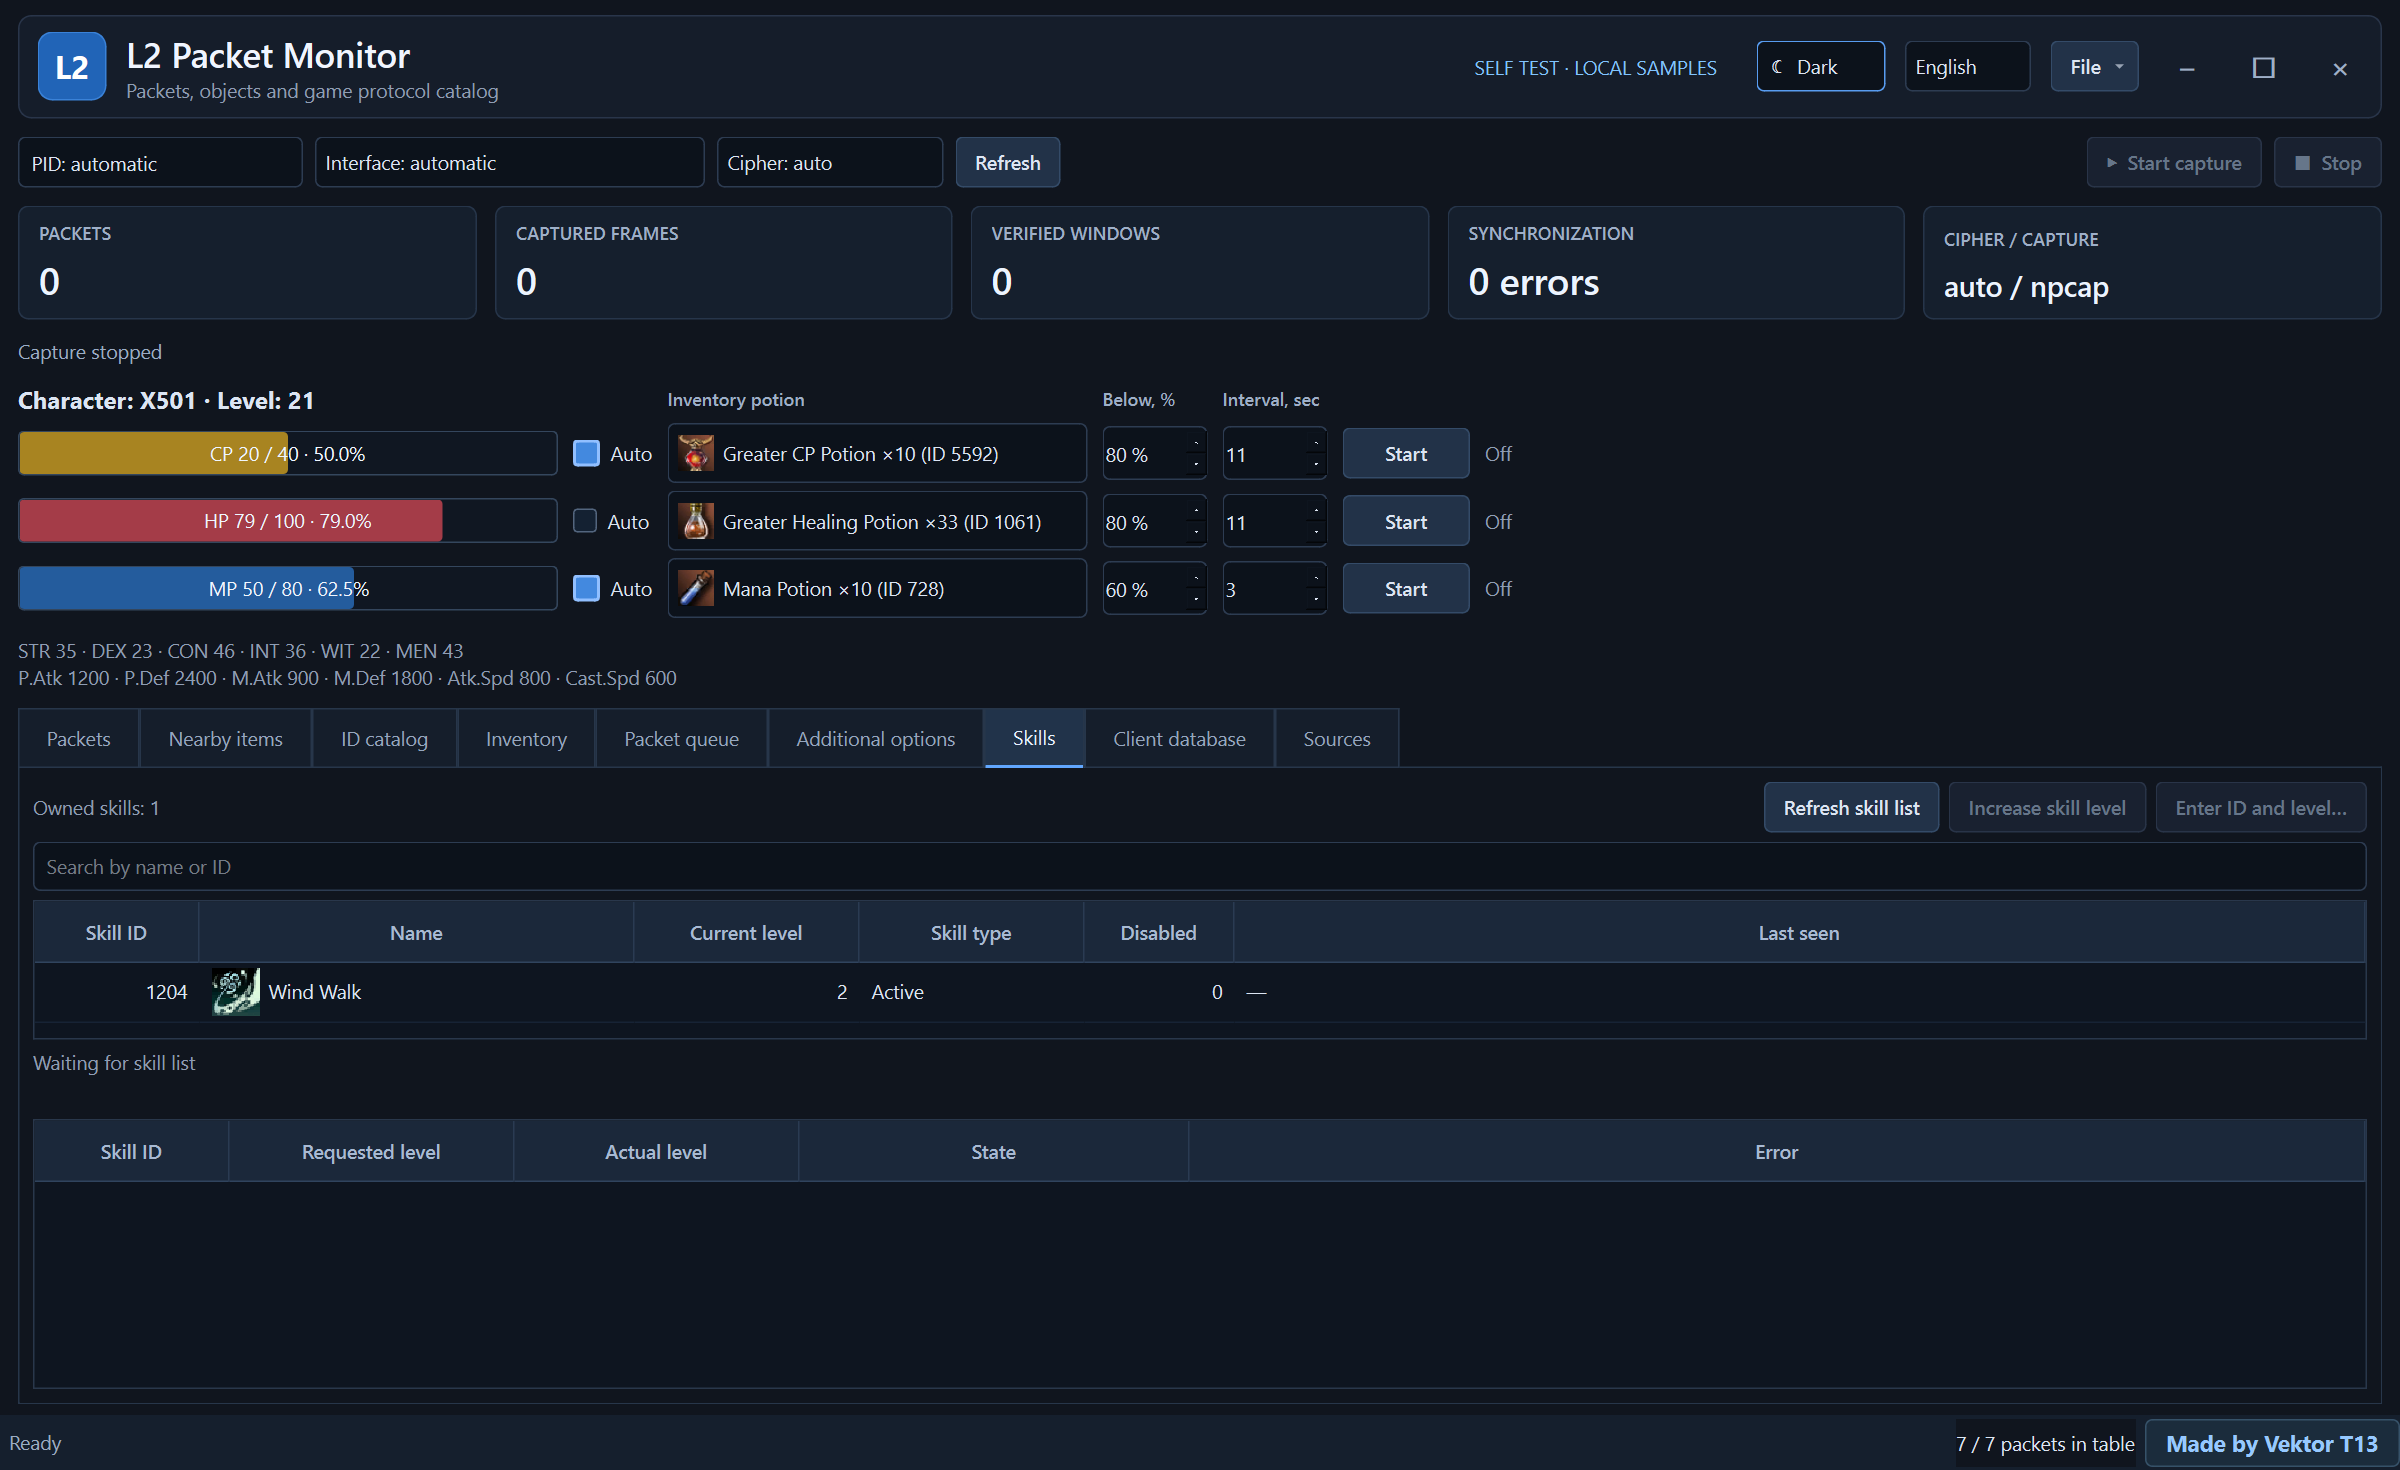 L2
L2 Packet Monitor
Packets, objects and game protocol catalog
SELF TEST · LOCAL SAMPLES
Dark
English
File
PID: automatic
Interface: automatic
Cipher: auto
Refresh
Start capture
Stop
PACKETS
0
CAPTURED FRAMES
0
VERIFIED WINDOWS
0
SYNCHRONIZATION
0 errors
CIPHER / CAPTURE
auto / npcap
Capture stopped
Character: X501 · Level: 21
Inventory potion
Below, %
Interval, sec
CP 20 / 40 · 50.0%
Auto
Greater CP Potion ×10 (ID 5592)
80 %
11
Start
Off
HP 79 / 100 · 79.0%
Auto
Greater Healing Potion ×33 (ID 1061)
80 %
11
Start
Off
MP 50 / 80 · 62.5%
Auto
Mana Potion ×10 (ID 728)
60 %
3
Start
Off
STR 35 · DEX 23 · CON 46 · INT 36 · WIT 22 · MEN 43
P.Atk 1200 · P.Def 2400 · M.Atk 900 · M.Def 1800 · Atk.Spd 800 · Cast.Spd 600
Packets
Nearby items
ID catalog
Inventory
Packet queue
Additional options
Skills
Client database
Sources
Owned skills: 1
Refresh skill list
Increase skill level
Enter ID and level...
Search by name or ID
Skill ID
Name
Current level
Skill type
Disabled
Last seen
1204
Wind Walk
2
Active
0
—
Waiting for skill list
Skill ID
Requested level
Actual level
State
Error
Ready
7 / 7 packets in table
Made by Vektor T13